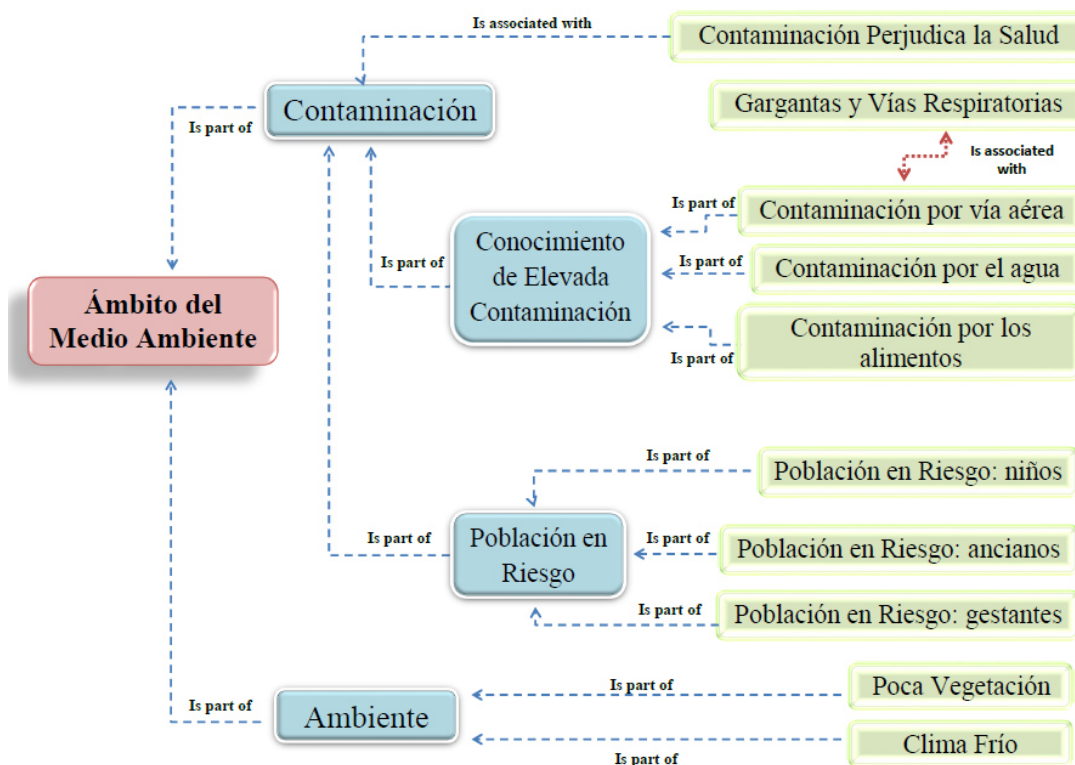 Is associated with
Contaminación Perjudica la Salud
Contaminación
Gargantas y Vías Respiratorias
Is part of
Is associated
with
Is part of
Contaminación por vía aérea
Conocimiento
de Elevada
Contaminación
Is part of
Is part of
Contaminación por el agua
Ámbito del
Medio Ambiente
Contaminación por los
alimentos
Is part of
Is part of
Población en Riesgo: niños
Población en
Riesgo
Is part of
Is part of
Población en Riesgo: ancianos
Is part of
Población en Riesgo: gestantes
Is part of
Poca Vegetación
Is part of
Ambiente
Clima Frío
Is part of